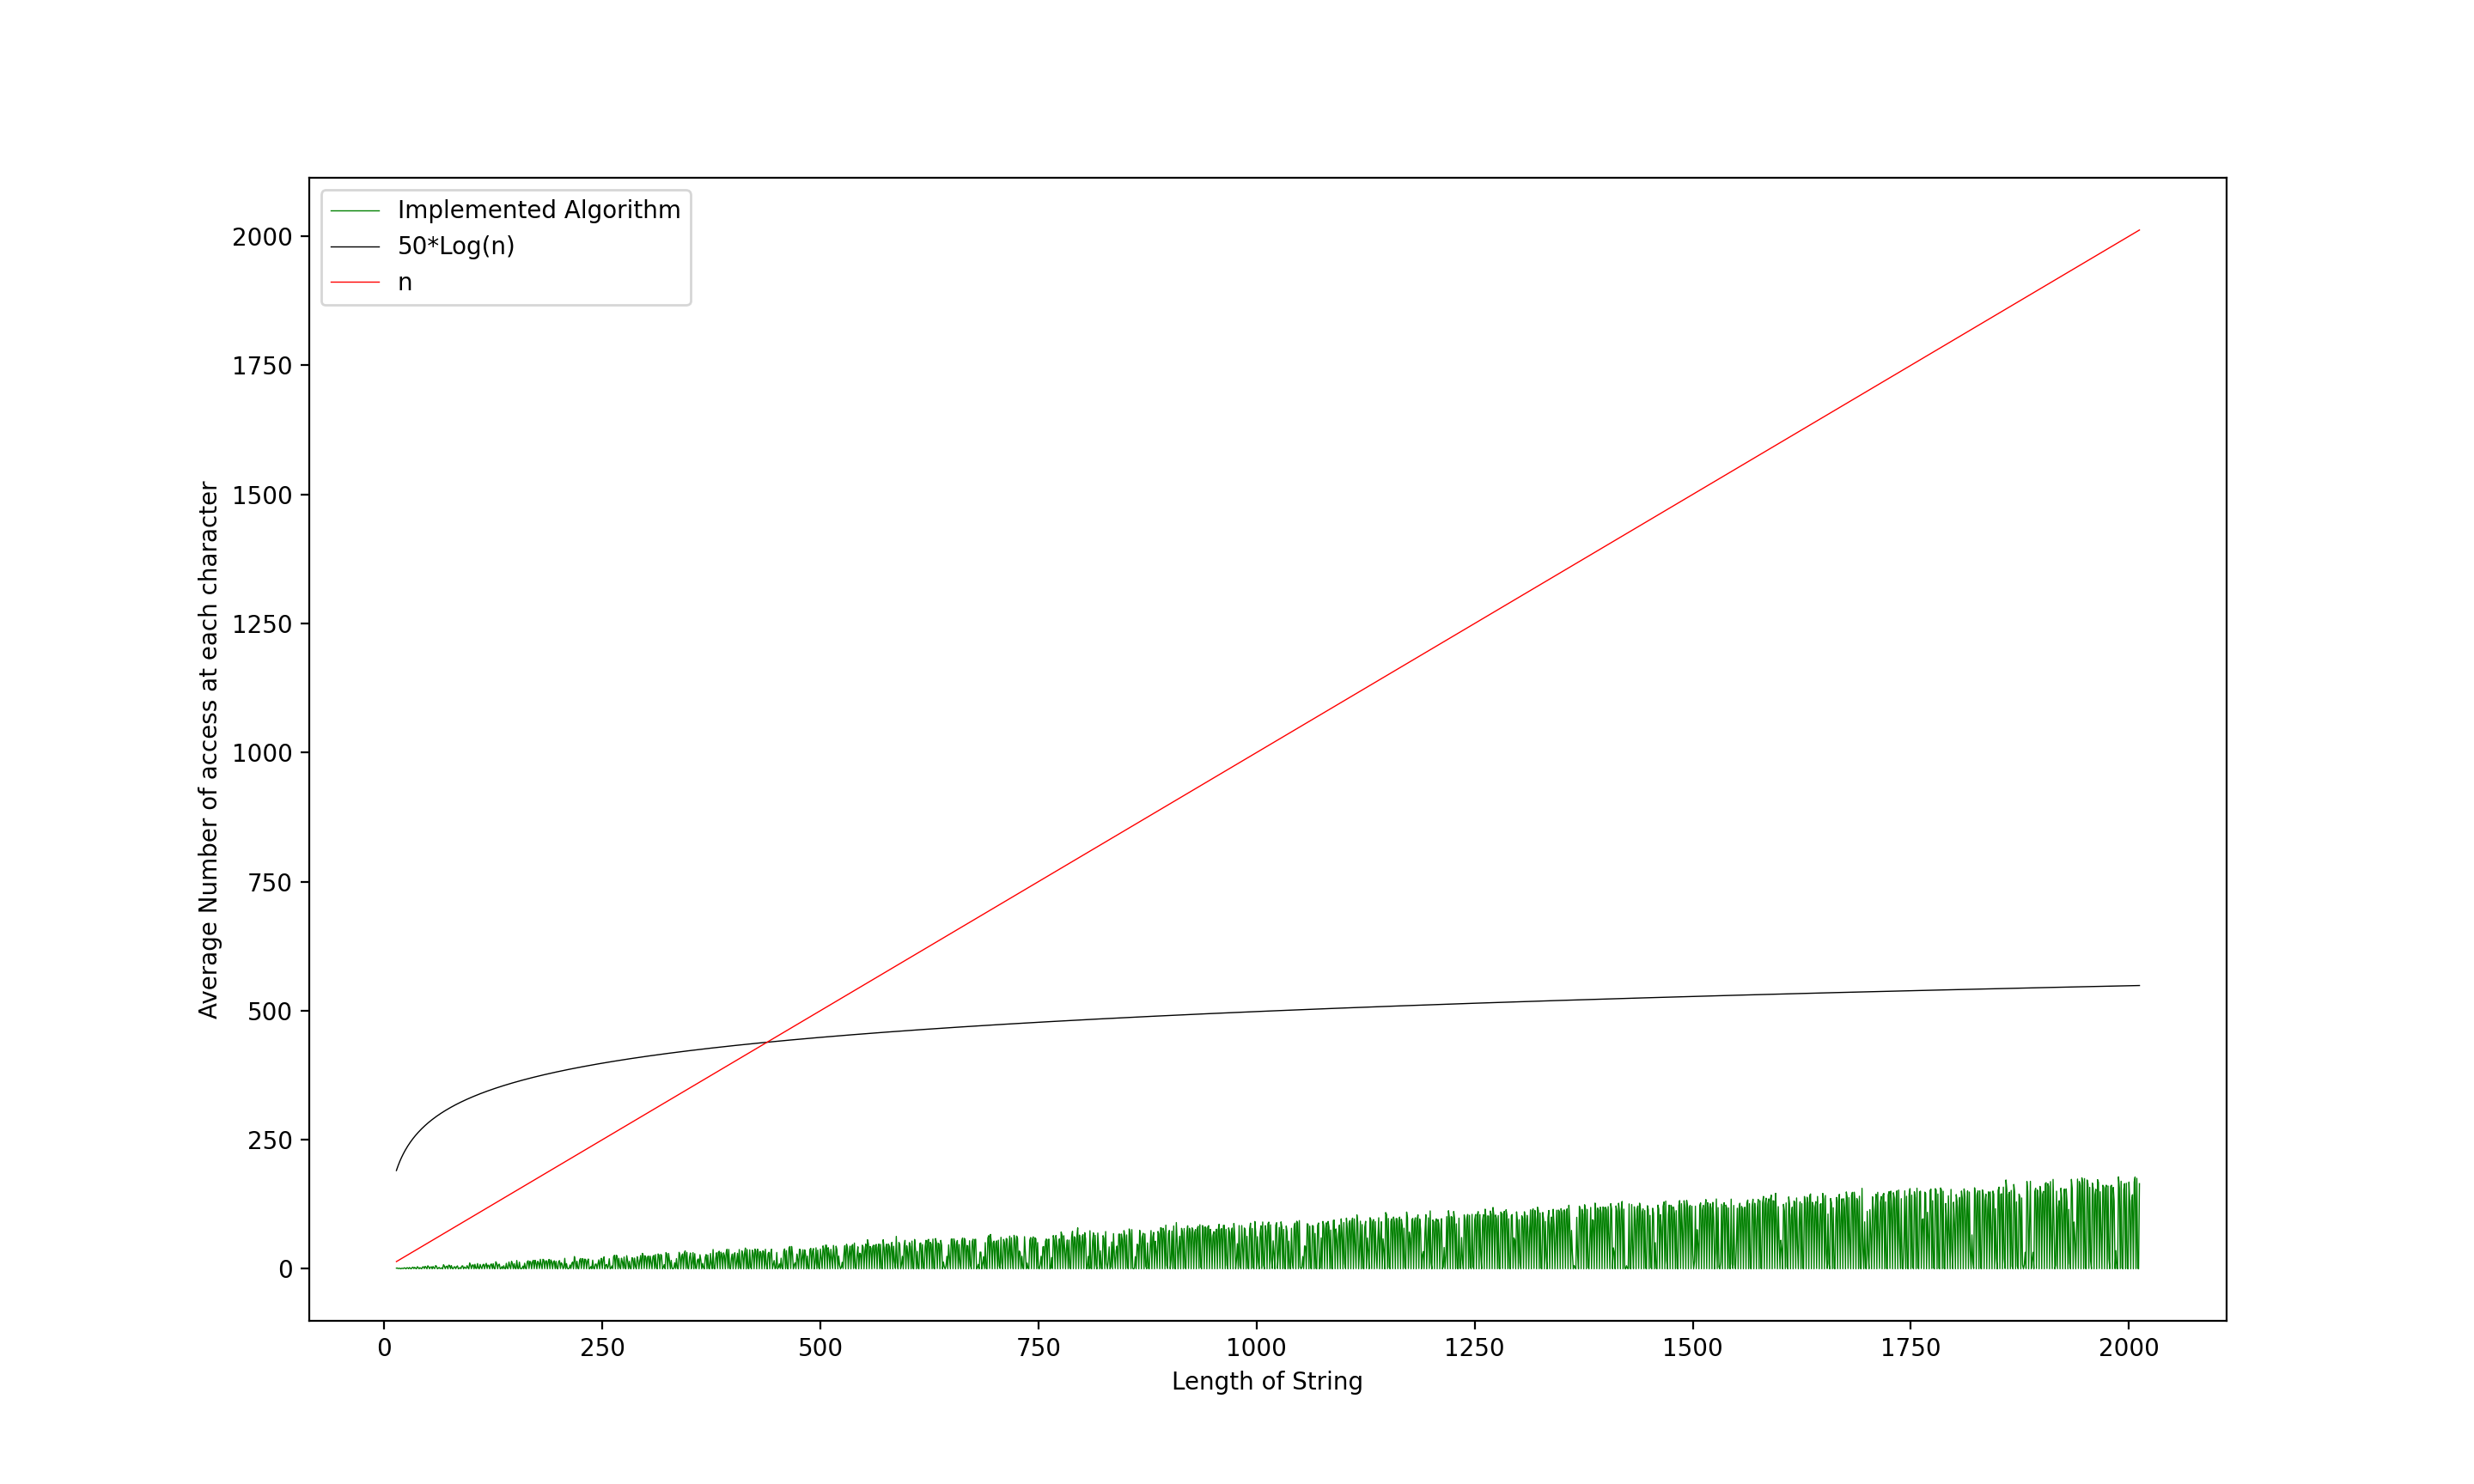 Implemented Algorithm
50*Log(n)
n
2000
1750
1500
1250
1000
750
500
250
0
Average Number of access at each character
0 250 500 750 1000 1250 1500 1750 2000
Length of String